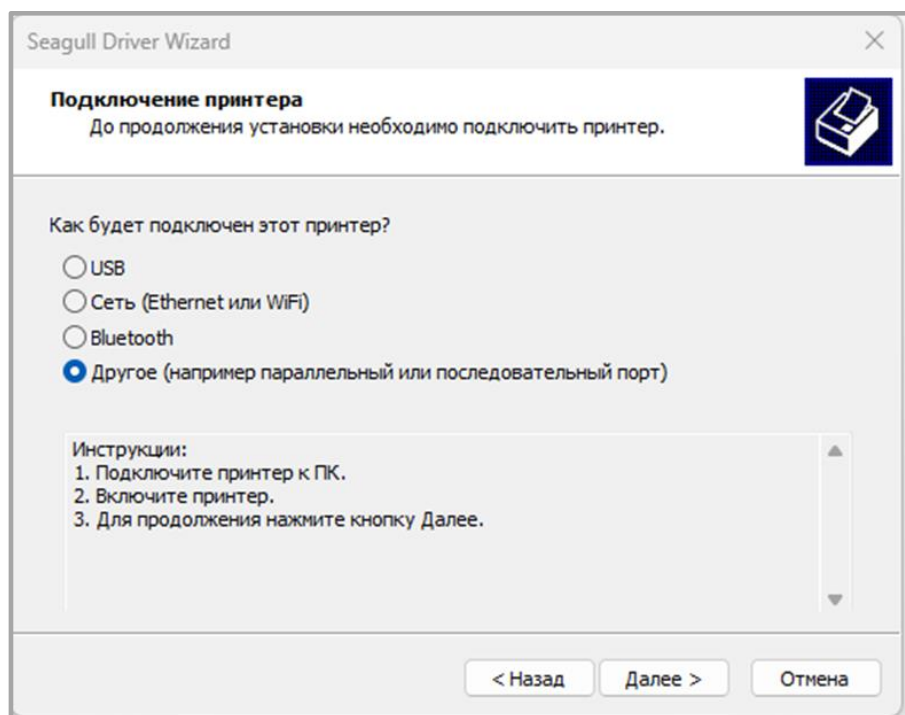 Seagull Driver Wizard
Подключение принтера
До продолжения установки необходимо подключить принтер.
Как будет подключен этот принтер?
USB
Сеть (Ethernet или WiFi)
Bluetooth
Другое (например параллельный или последовательный порт)
Инструкции:
1. Подключите принтер к ПК.
2. Включите принтер.
3. Для продолжения нажмите кнопку Далее.
< Назад
Далее >
Отмена